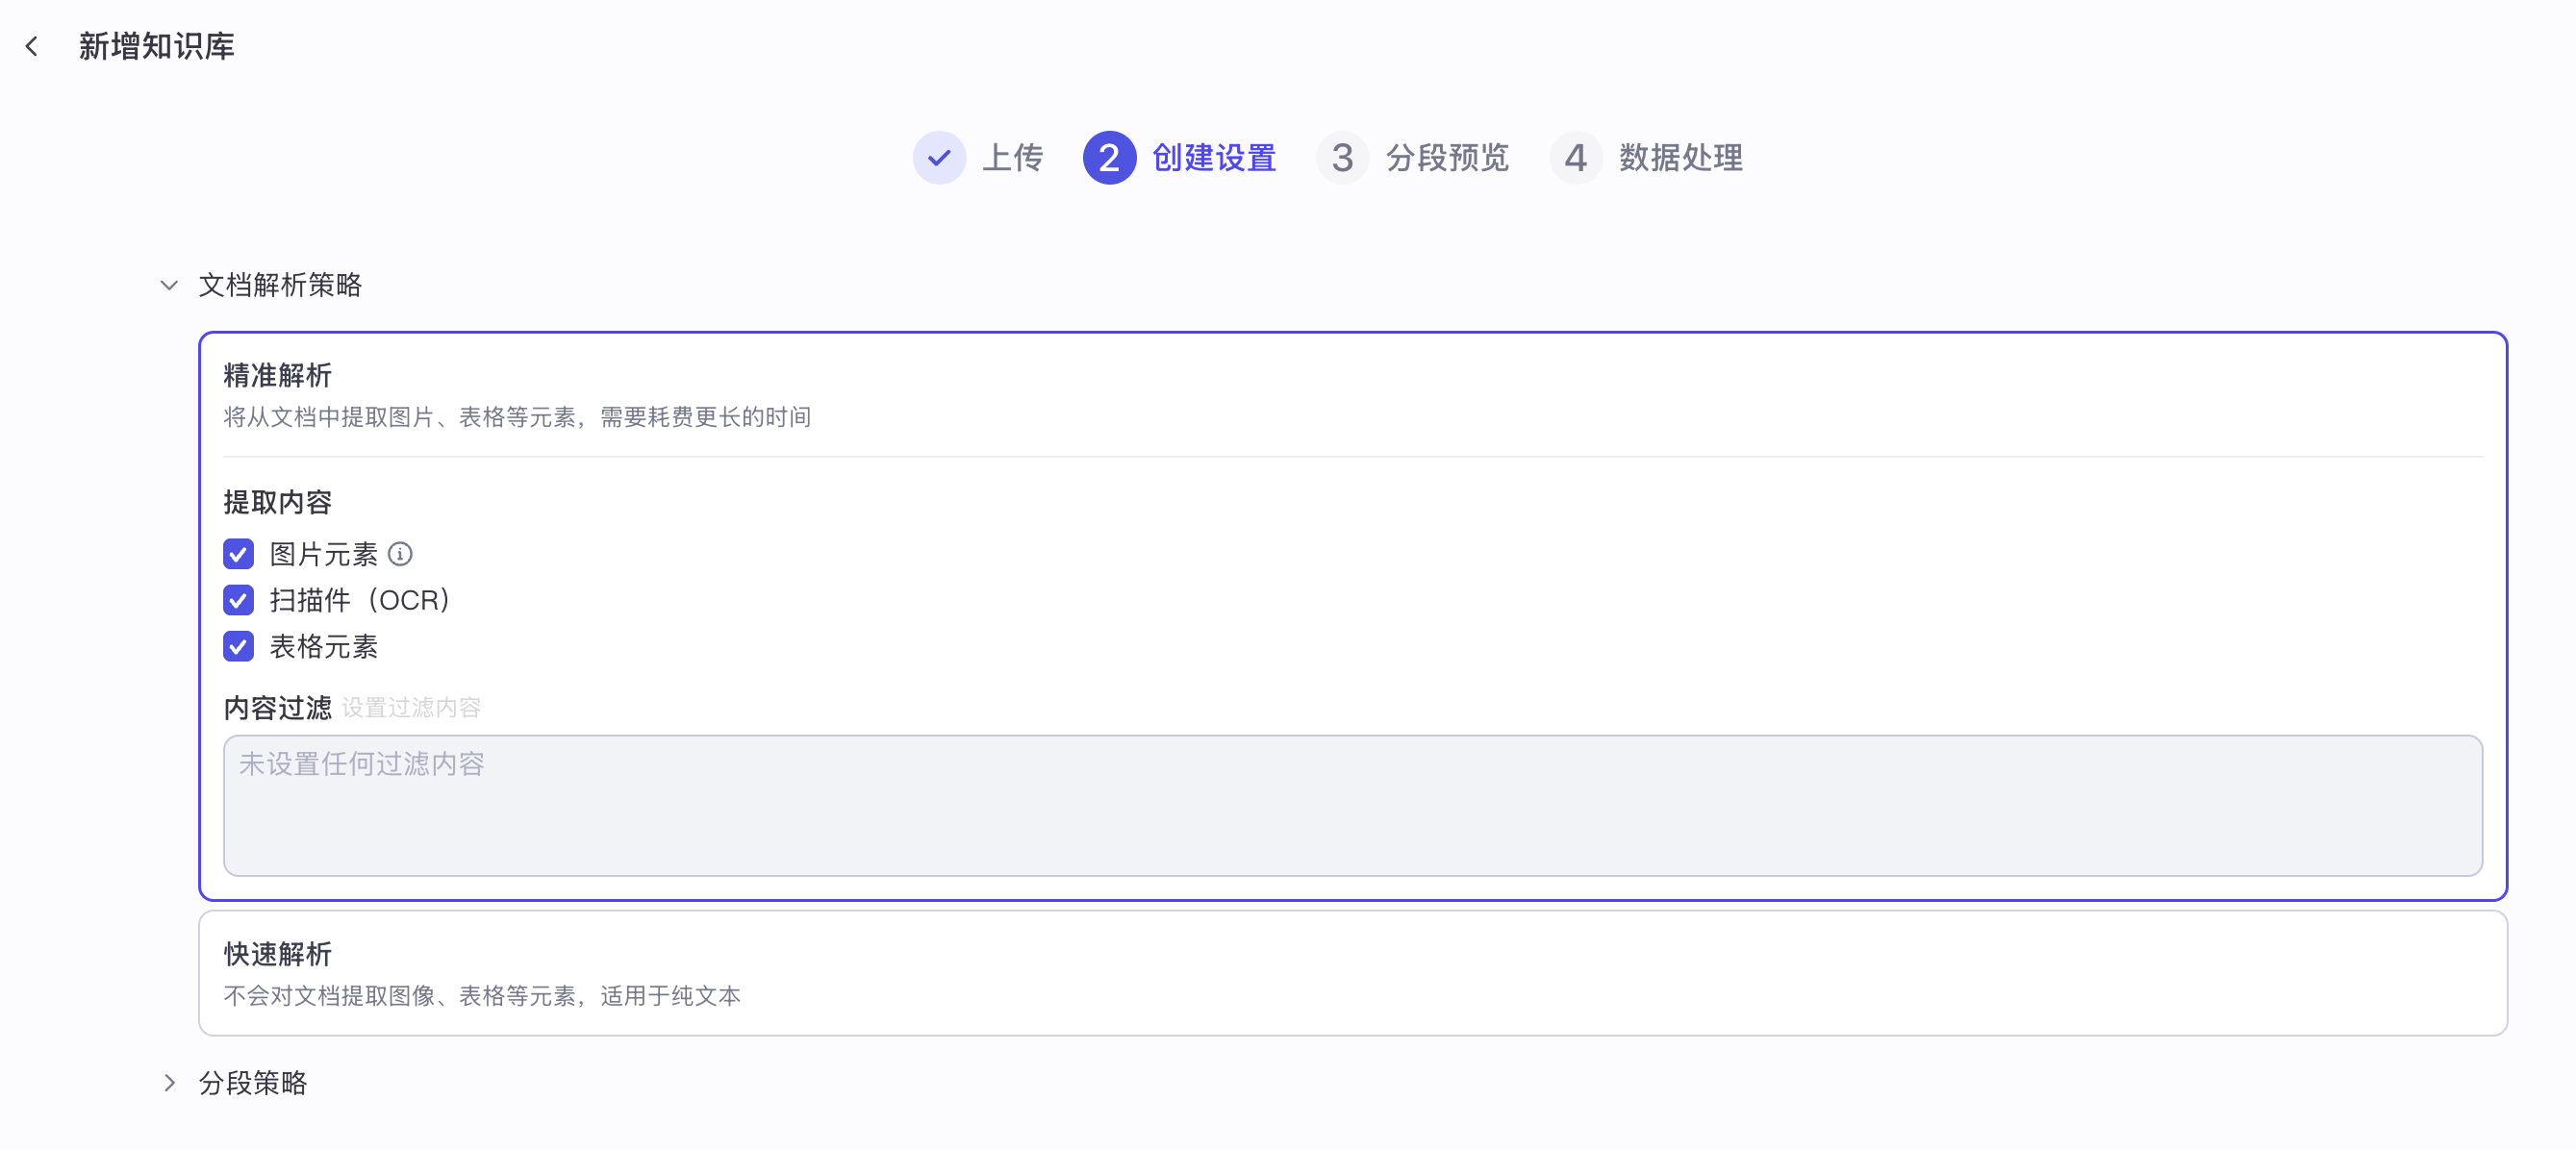 新增知识库
上传 2 创建设置 3 分段预览 4 数据处理
文档解析策略
精准解析
将从文档中提取图片、表格等元素，需要耗费更长的时间
提取内容
图片元素
扫描件（OCR）
表格元素
内容过滤 设置过滤内容
未设置任何过滤内容
快速解析
不会对文档提取图像、表格等元素，适用于纯文本
分段策略